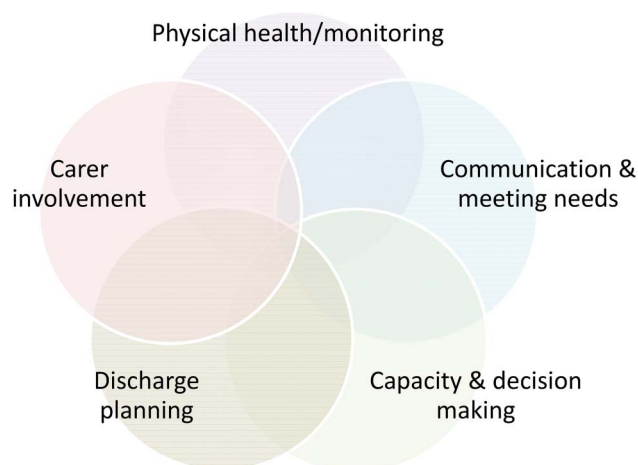 Physical health/monitoring
Carer
involvement
Communication &
meeting needs
Discharge
planning
Capacity & decision
making